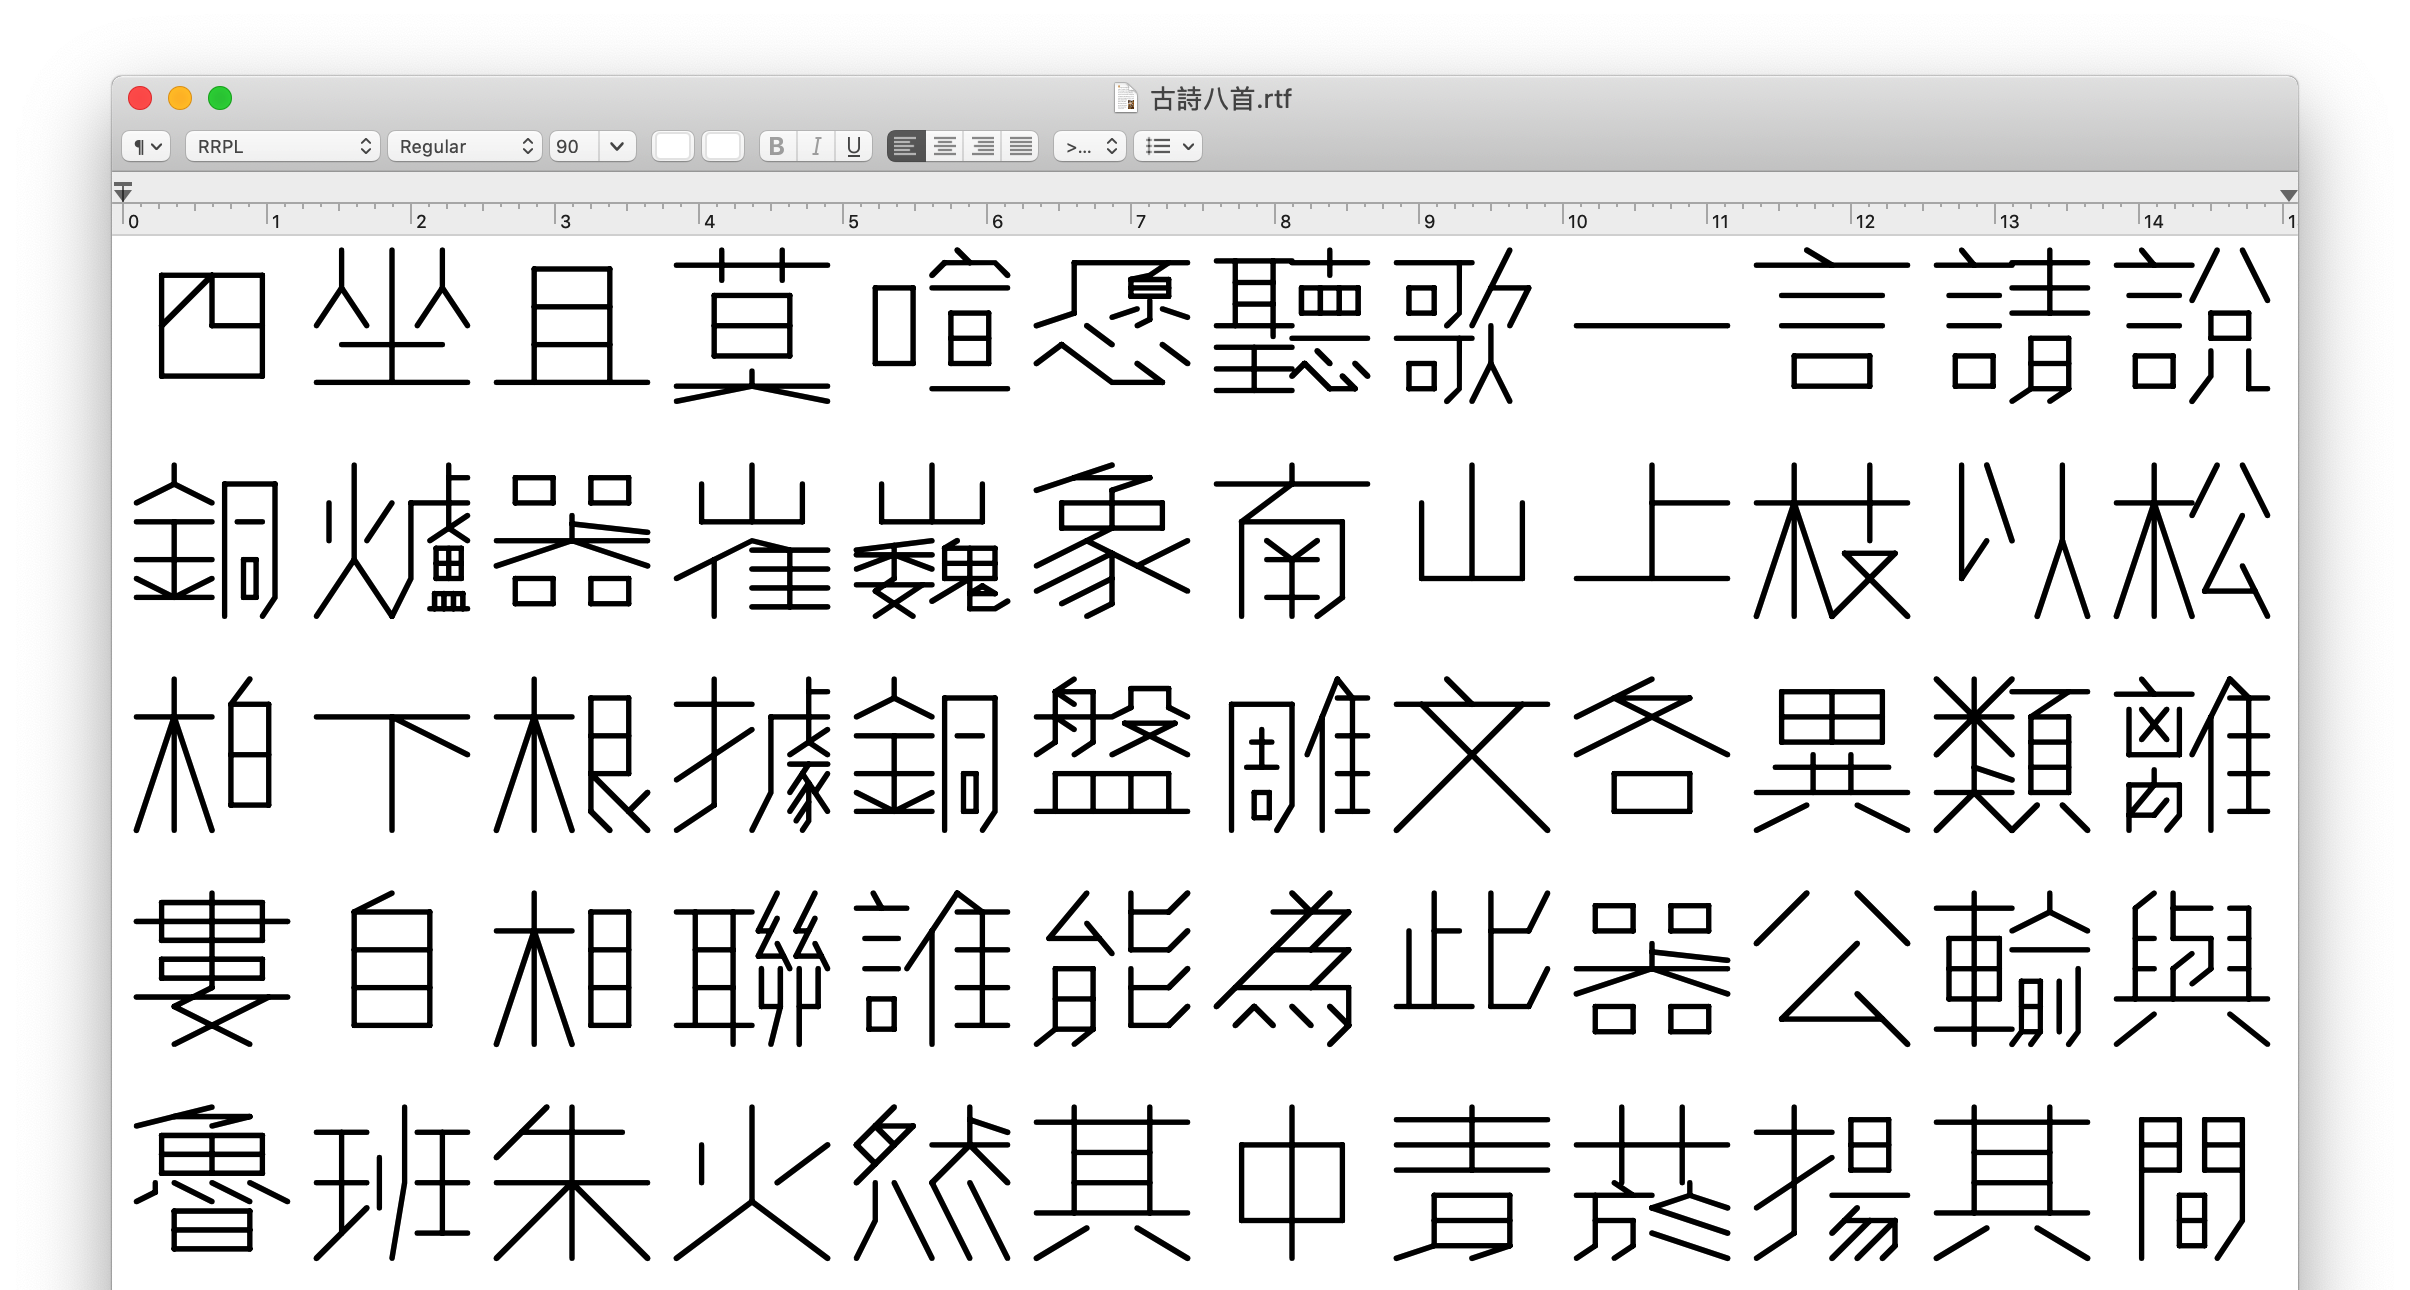 古詩八首.rtf
¶ RRPL Regular 90 B I U >...
0 1 2 3 4 5 6 7 8 9 10 11 12 13 14 1
四坐且莫喧愿聽歌一言請說
銅爐器崔嵬象南山上枝以松
柏下根據銅盤雕文各異類離
婁自相聯誰能為此器公輸與
魯班朱火然其中青菸揚其間